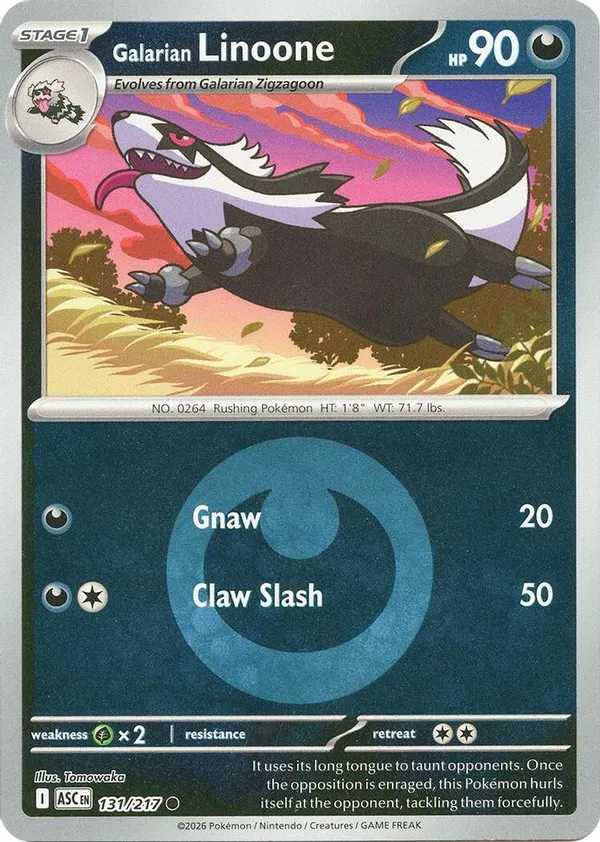 STAGE 1
Galarian Linoone
HP 90
Evolves from Galarian Zigzagoon
NO. 0264 Rushing Pokémon HT: 1'8" WT: 71.7 lbs.
Gnaw 20
Claw Slash 50
weakness ×2 resistance retreat
Illus. Tomowaka
It uses its long tongue to taunt opponents. Once
the opposition is enraged, this Pokémon hurls
itself at the opponent, tackling them forcefully.
I ASC EN 131/217
©2026 Pokémon / Nintendo / Creatures / GAME FREAK